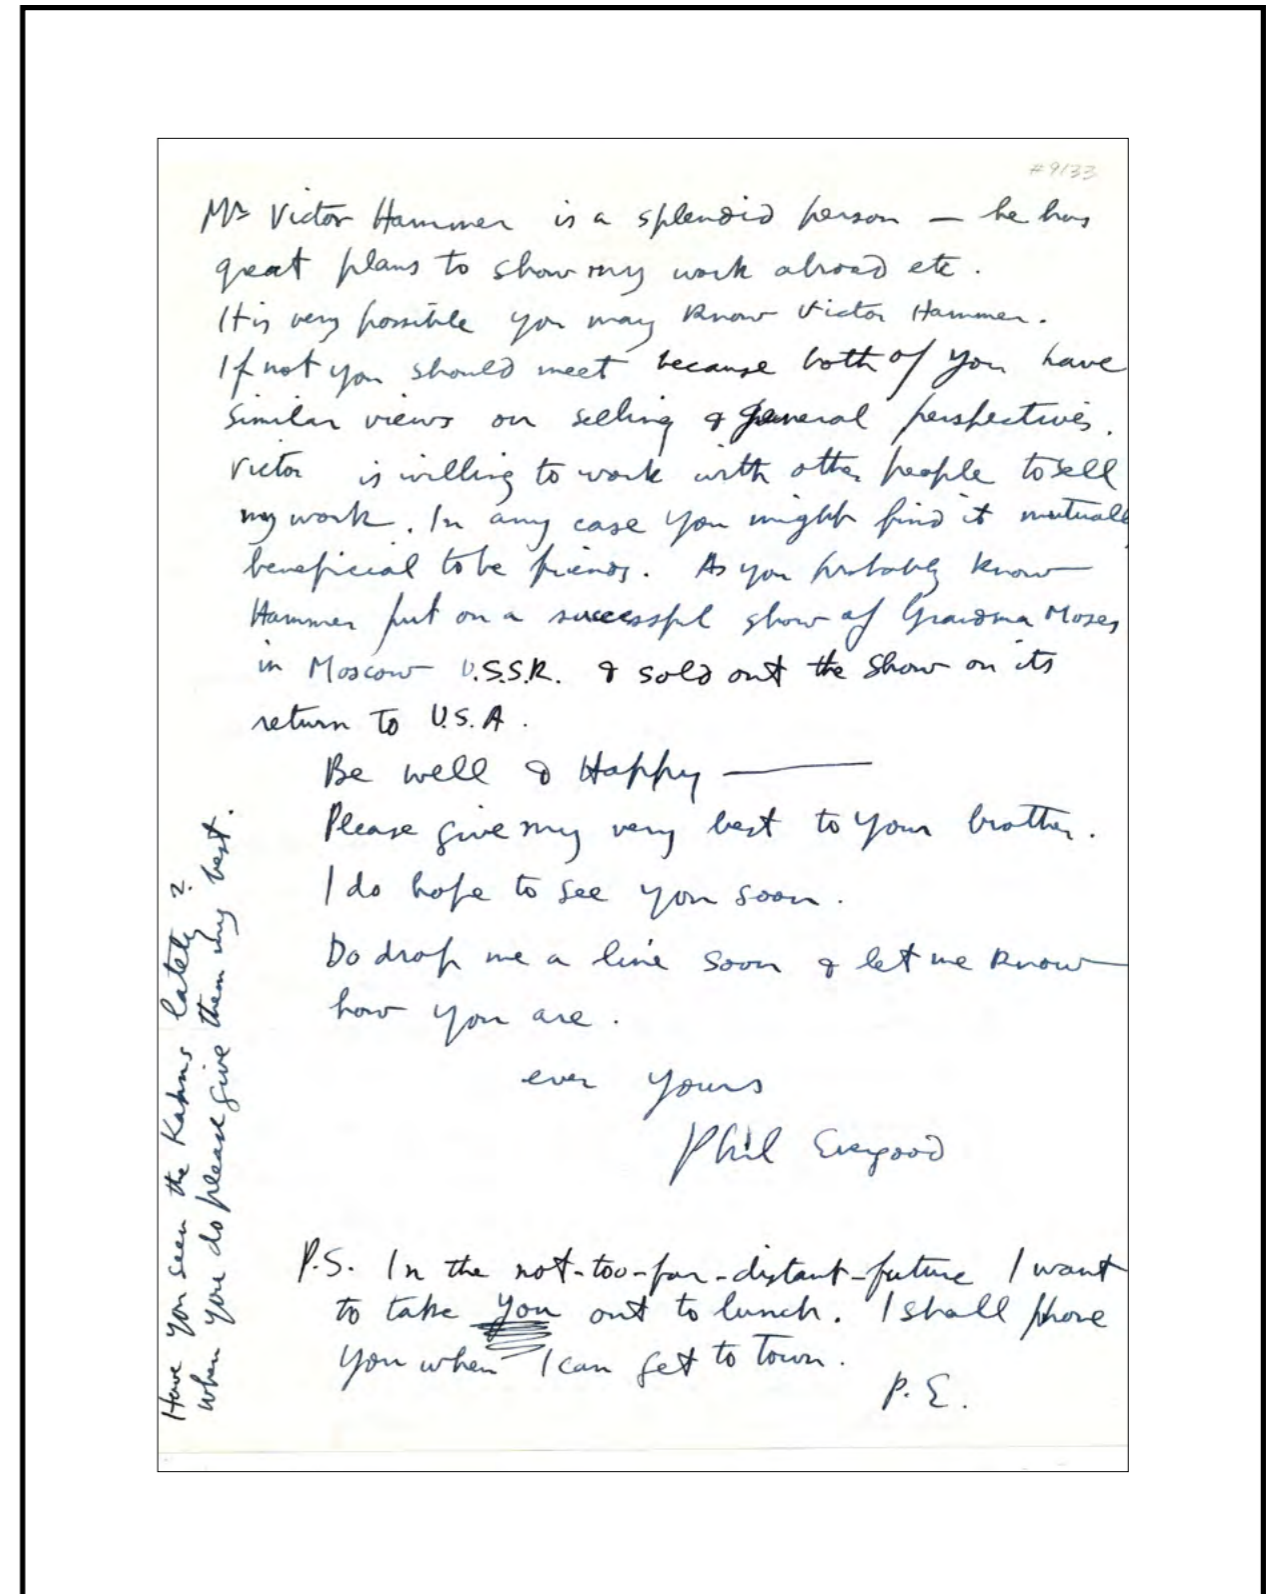 #9133
Mr Victor Hammer is a splendid person — he has
great plans to show my work abroad etc.
It is very possible you may know Victor Hammer.
If not you should meet because both of you have
similar views on selling & general perspectives.
Victor is willing to work with other people to sell
my work. In any case you might find it mutually
beneficial to be friends. As you probably know
Hammer put on a successful show of Grandma Moses
in Moscow U.S.S.R. & sold out the show on its
return to U.S.A.
Be well & Happy —
Please give my very best to your brother.
I do hope to see you soon.
Do drop me a line soon & let me know
how you are.
ever yours
Phil Evergood
P.S. In the not-too-far-distant-future I want
to take you out to lunch. I shall phone
you when I can get to town.
P.E.
Have you seen the Kahns lately?
when you do please give them my best.